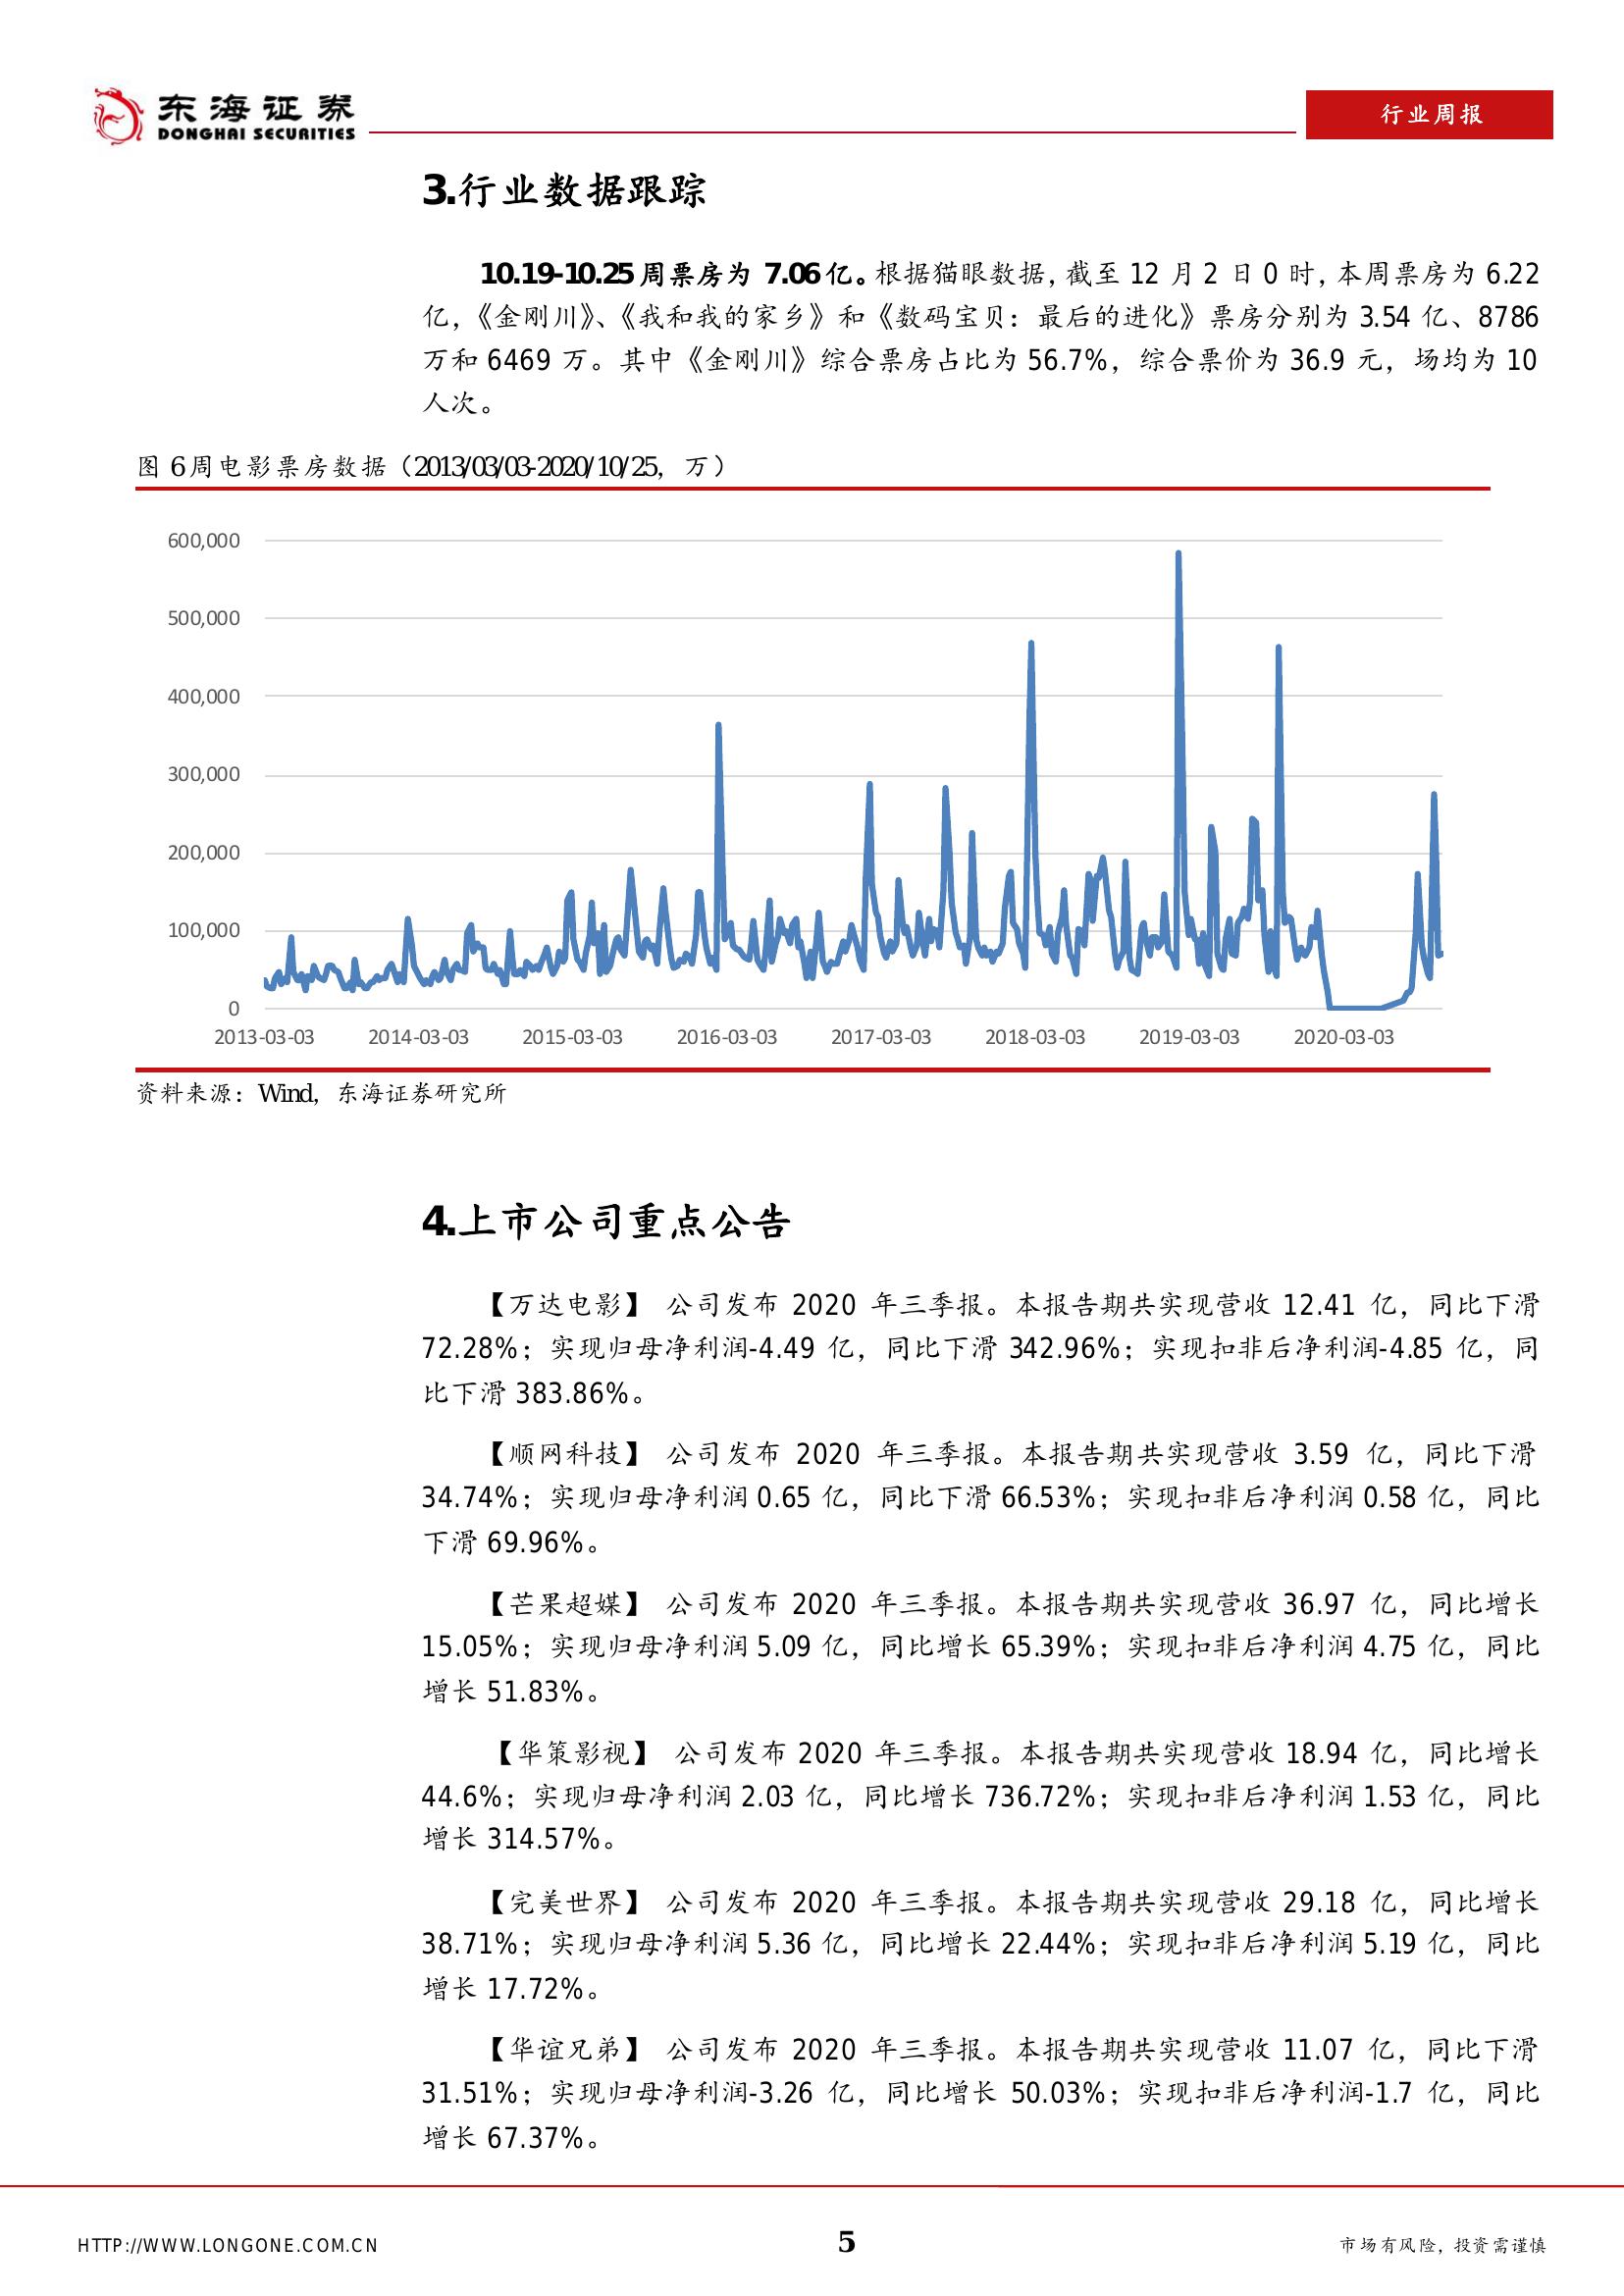 东海证券
DONGHAI SECURITIES
行业周报
3.行业数据跟踪
10.19-10.25周票房为 7.06亿。根据猫眼数据，截至 12 月 2 日 0 时，本周票房为 6.22
亿，《金刚川》、《我和我的家乡》和《数码宝贝：最后的进化》票房分别为 3.54 亿、8786
万和 6469 万。其中《金刚川》综合票房占比为 56.7%，综合票价为 36.9 元，场均为 10
人次。
图 6 周电影票房数据（2013/03/03-2020/10/25，万）
600,000
500,000
400,000
300,000
200,000
100,000
0
2013-03-03 2014-03-03 2015-03-03 2016-03-03 2017-03-03 2018-03-03 2019-03-03 2020-03-03
资料来源：Wind，东海证券研究所
4.上市公司重点公告
【万达电影】 公司发布 2020 年三季报。本报告期共实现营收 12.41 亿，同比下滑
72.28%；实现归母净利润-4.49 亿，同比下滑 342.96%；实现扣非后净利润-4.85 亿，同
比下滑 383.86%。
【顺网科技】 公司发布 2020 年三季报。本报告期共实现营收 3.59 亿，同比下滑
34.74%；实现归母净利润 0.65 亿，同比下滑 66.53%；实现扣非后净利润 0.58 亿，同比
下滑 69.96%。
【芒果超媒】 公司发布 2020 年三季报。本报告期共实现营收 36.97 亿，同比增长
15.05%；实现归母净利润 5.09 亿，同比增长 65.39%；实现扣非后净利润 4.75 亿，同比
增长 51.83%。
【华策影视】 公司发布 2020 年三季报。本报告期共实现营收 18.94 亿，同比增长
44.6%；实现归母净利润 2.03 亿，同比增长 736.72%；实现扣非后净利润 1.53 亿，同比
增长 314.57%。
【完美世界】 公司发布 2020 年三季报。本报告期共实现营收 29.18 亿，同比增长
38.71%；实现归母净利润 5.36 亿，同比增长 22.44%；实现扣非后净利润 5.19 亿，同比
增长 17.72%。
【华谊兄弟】 公司发布 2020 年三季报。本报告期共实现营收 11.07 亿，同比下滑
31.51%；实现归母净利润-3.26 亿，同比增长 50.03%；实现扣非后净利润-1.7 亿，同比
增长 67.37%。
HTTP://WWW.LONGONE.COM.CN
5
市场有风险，投资需谨慎